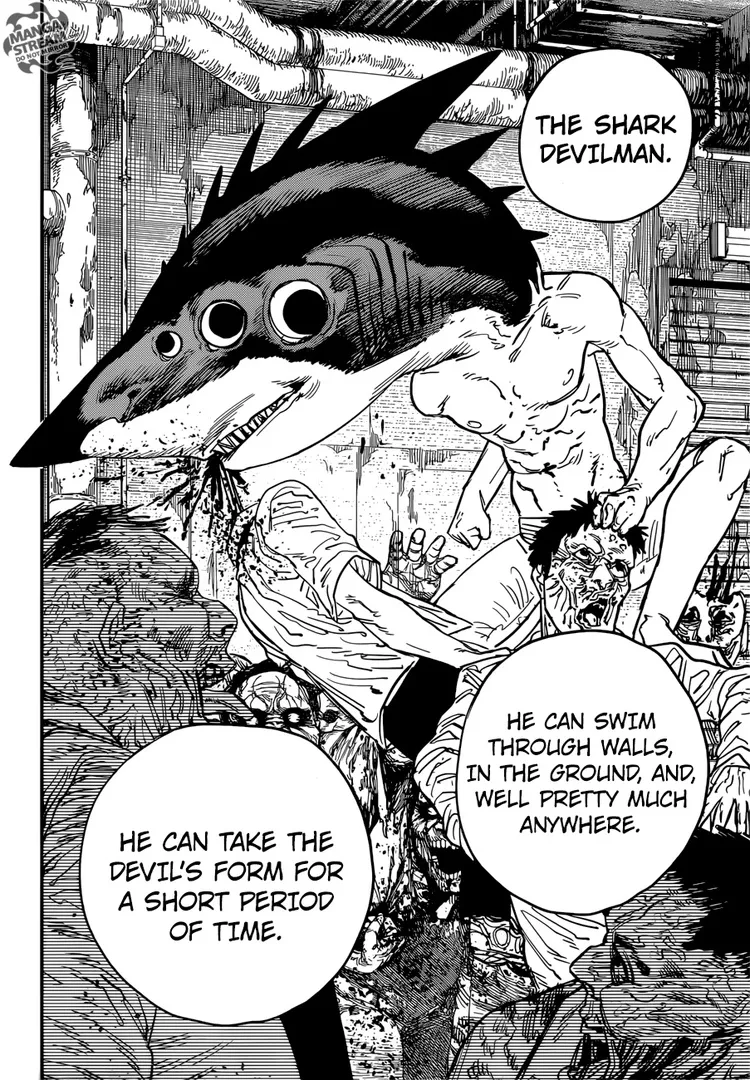 MANGA
STREAM
DO NOT MIRROR
THE SHARK
DEVILMAN.
HE CAN SWIM
THROUGH WALLS,
IN THE GROUND, AND,
WELL PRETTY MUCH
ANYWHERE.
HE CAN TAKE THE
DEVIL'S FORM FOR
A SHORT PERIOD
OF TIME.